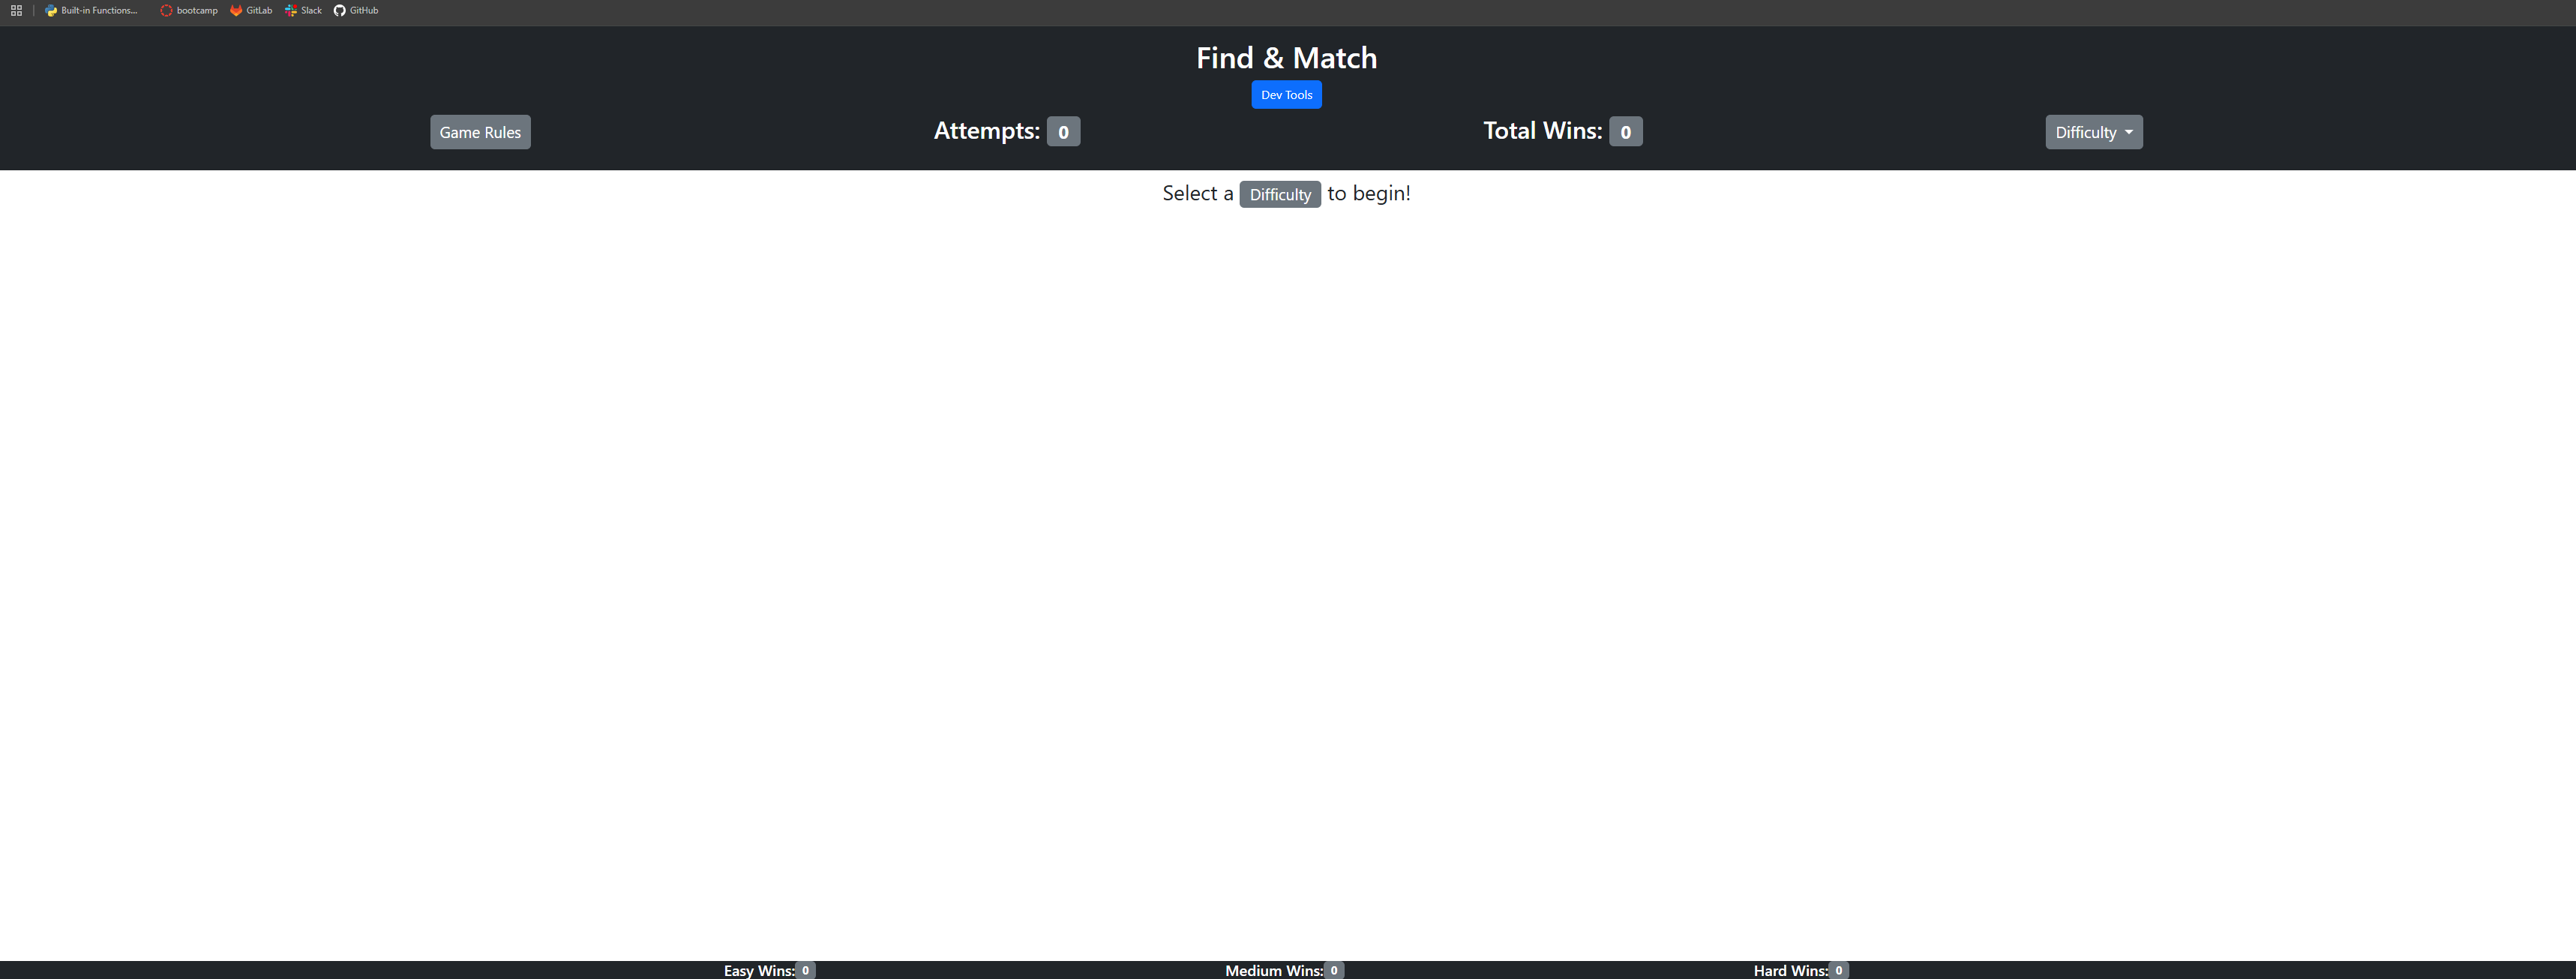 Built-in Functions... bootcamp GitLab Slack GitHub
Find & Match
Dev Tools
Game Rules Attempts: 0 Total Wins: 0 Difficulty
Select a Difficulty to begin!
Easy Wins: 0 Medium Wins: 0 Hard Wins: 0